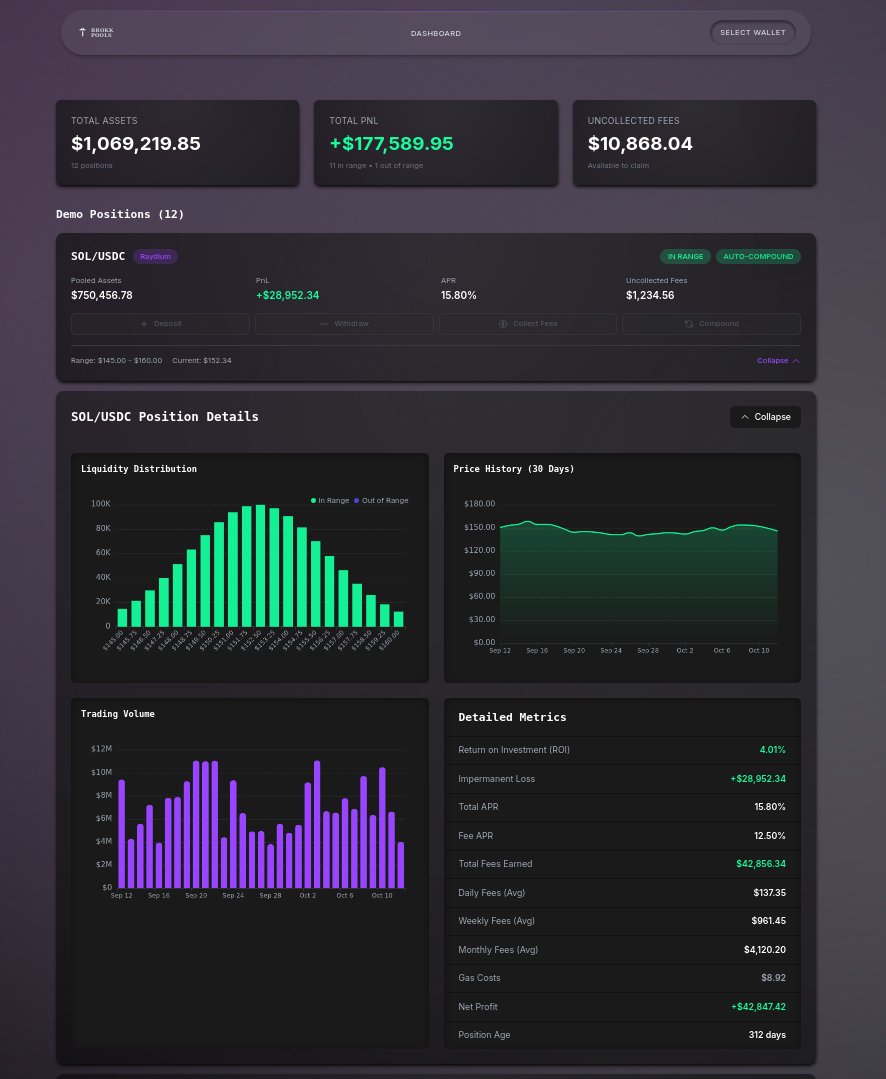 BROKK
POOLS
DASHBOARD
SELECT WALLET
TOTAL ASSETS
$1,069,219.85
12 positions
TOTAL PNL
+$177,589.95
11 in range • 1 out of range
UNCOLLECTED FEES
$10,868.04
Available to claim
Demo Positions (12)
SOL/USDC Raydium
IN RANGE AUTO-COMPOUND
Pooled Assets
$750,456.78
PnL
+$28,952.34
APR
15.80%
Uncollected Fees
$1,234.56
Deposit
Withdraw
Collect Fees
Compound
Range: $145.00 - $160.00 Current: $152.34
Collapse
SOL/USDC Position Details
Collapse
Liquidity Distribution
In Range Out of Range
100K
80K
60K
40K
20K
0
$145.00 $145.75 $146.50 $147.25 $148.00 $148.75 $149.50 $150.25 $151.00 $151.75 $152.50 $153.25 $154.00 $154.75 $155.50 $156.25 $157.00 $157.75 $158.50 $159.25 $160.00
Price History (30 Days)
$180.00
$150.00
$120.00
$90.00
$60.00
$30.00
$0.00
Sep 12 Sep 16 Sep 20 Sep 24 Sep 28 Oct 2 Oct 6 Oct 10
Trading Volume
$12M
$10M
$8M
$6M
$4M
$2M
$0
Sep 12 Sep 16 Sep 20 Sep 24 Sep 28 Oct 2 Oct 6 Oct 10
Detailed Metrics
Return on Investment (ROI) 4.01%
Impermanent Loss +$28,952.34
Total APR 15.80%
Fee APR 12.50%
Total Fees Earned $42,856.34
Daily Fees (Avg) $137.35
Weekly Fees (Avg) $961.45
Monthly Fees (Avg) $4,120.20
Gas Costs $8.92
Net Profit +$42,847.42
Position Age 312 days